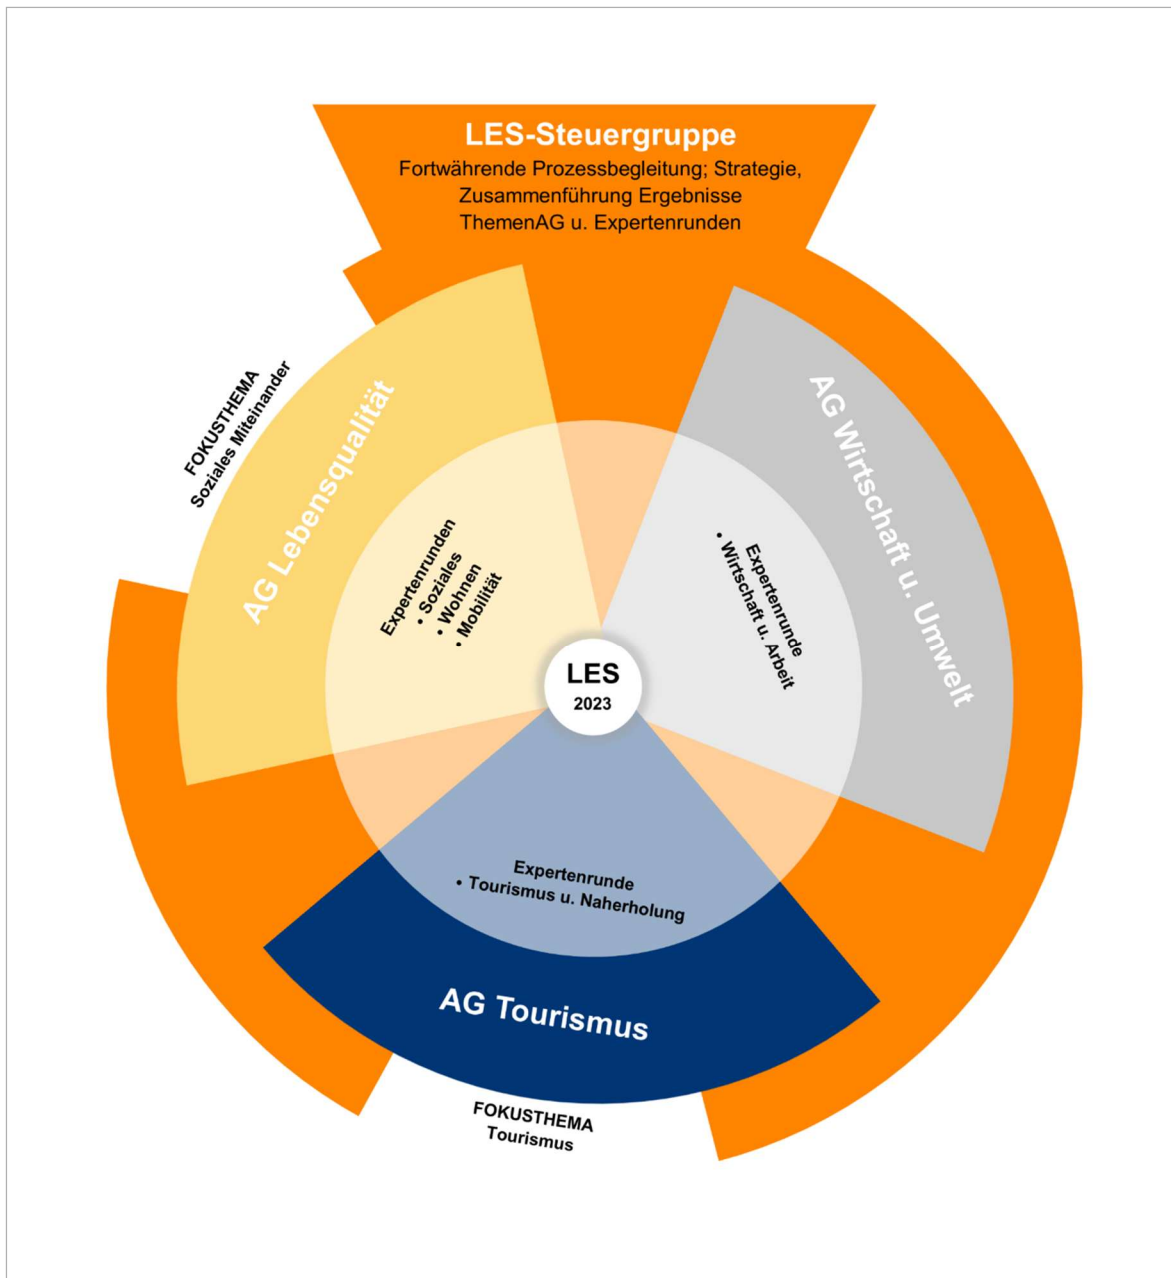 LES-Steuergruppe
Fortwährende Prozessbegleitung; Strategie,
Zusammenführung Ergebnisse
ThemenAG u. Expertenrunden
FOKUSTHEMA
Soziales Miteinander
AG Lebensqualität
Expertenrunden
• Soziales
• Wohnen
• Mobilität
AG Wirtschaft u. Umwelt
Expertenrunde
• Wirtschaft u. Arbeit
LES
2023
Expertenrunde
• Tourismus u. Naherholung
AG Tourismus
FOKUSTHEMA
Tourismus